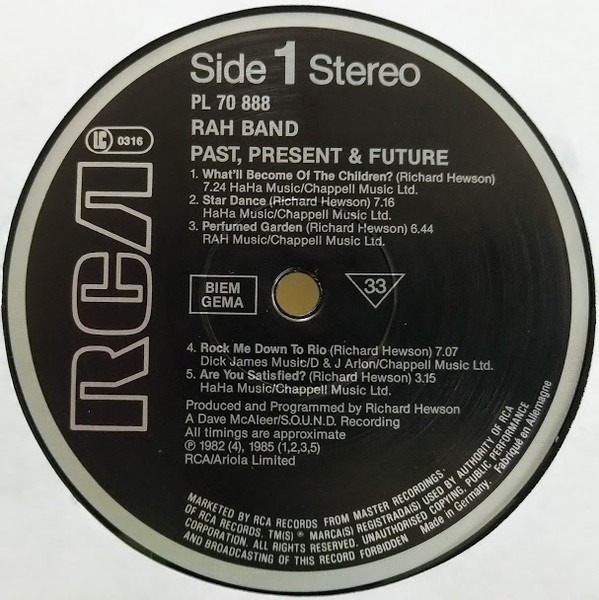 Side 1 Stereo
PL 70 888
RAH BAND
PAST, PRESENT & FUTURE
LC 0316
RCA
1. What'll Become Of The Children? (Richard Hewson)
7.24 HaHa Music/Chappell Music Ltd.
2. Star Dance (Richard Hewson) 7.16
HaHa Music/Chappell Music Ltd.
3. Perfumed Garden (Richard Hewson) 6.44
RAH Music/Chappell Music Ltd.
BIEM
GEMA
33
4. Rock Me Down To Rio (Richard Hewson) 7.07
Dick James Music/D & J Arlon/Chappell Music Ltd.
5. Are You Satisfied? (Richard Hewson) 3.15
HaHa Music/Chappell Music Ltd.
Produced and Programmed by Richard Hewson
A Dave McAleer/S.O.U.N.D. Recording
All timings are approximate
℗ 1982 (4), 1985 (1,2,3,5)
RCA/Ariola Limited
MARKETED BY RCA RECORDS FROM MASTER RECORDINGS
OF RCA RECORDS. TM(S) ® MARCA(S) REGISTRADA(S) USED BY AUTHORITY OF RCA
CORPORATION. ALL RIGHTS RESERVED. UNAUTHORISED COPYING, PUBLIC PERFORMANCE
AND BROADCASTING OF THIS RECORD FORBIDDEN Made in Germany. Fabriqué en Allemagne